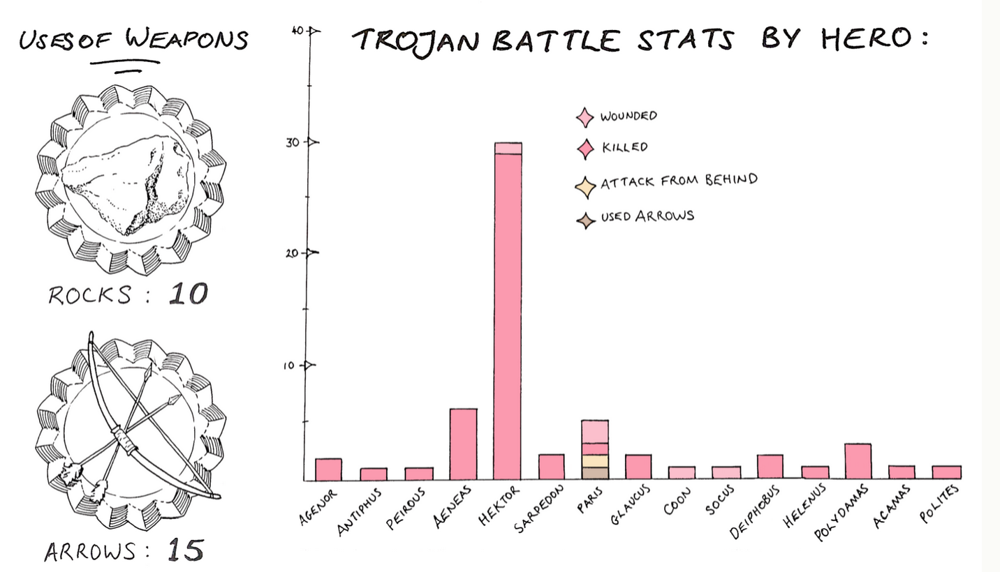 USES OF WEAPONS
ROCKS : 10
ARROWS : 15
TROJAN BATTLE STATS BY HERO :
WOUNDED
KILLED
ATTACK FROM BEHIND
USED ARROWS
40
30
20
10
AGENOR
ANTIPHUS
PEIROUS
AENEAS
HEKTOR
SARPEDON
PARIS
GLAUCUS
COON
SOCUS
DEIPHOBUS
HELENUS
POLYDAMAS
ACAMAS
POLITES